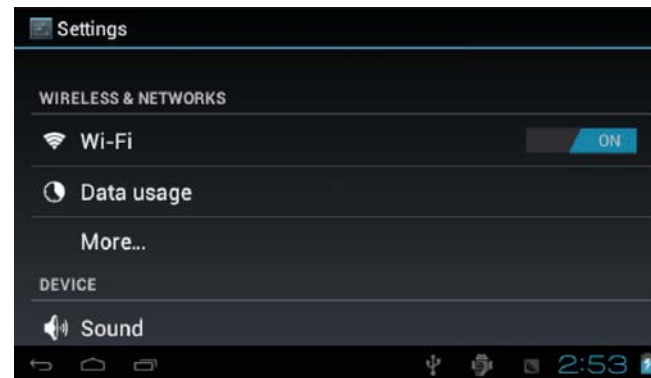 Settings
WIRELESS & NETWORKS
Wi-Fi ON
Data usage
More...
DEVICE
Sound
2:53